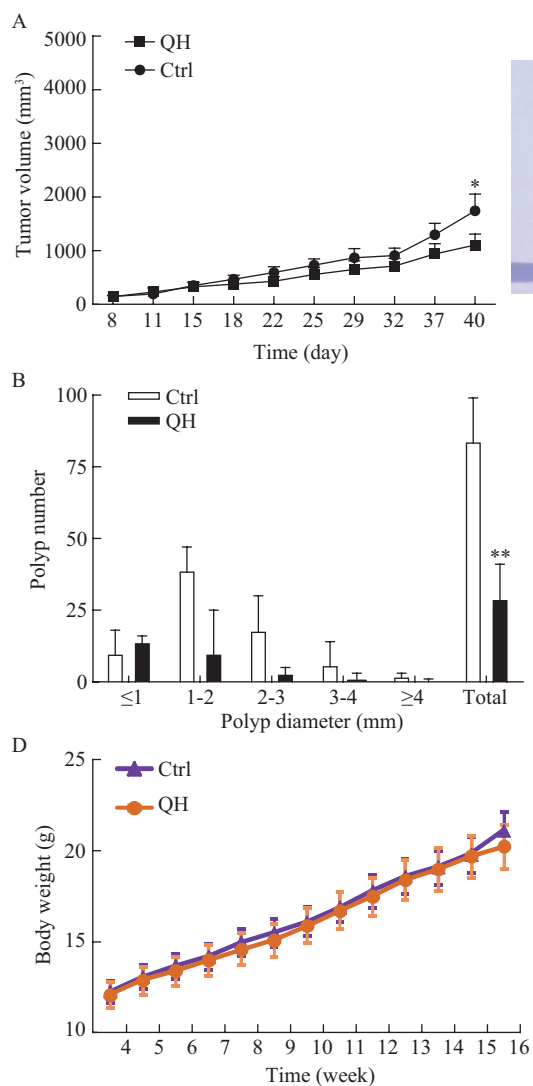 A
QH
Ctrl
5000
4000
3000
2000
1000
0
Tumor volume (mm³)
*
8 11 15 18 22 25 29 32 37 40
Time (day)
B
Ctrl
QH
100
75
50
25
0
Polyp number
**
≤1 1-2 2-3 3-4 ≥4 Total
Polyp diameter (mm)
D
Ctrl
QH
25
20
15
10
Body weight (g)
4 5 6 7 8 9 10 11 12 13 14 15 16
Time (week)